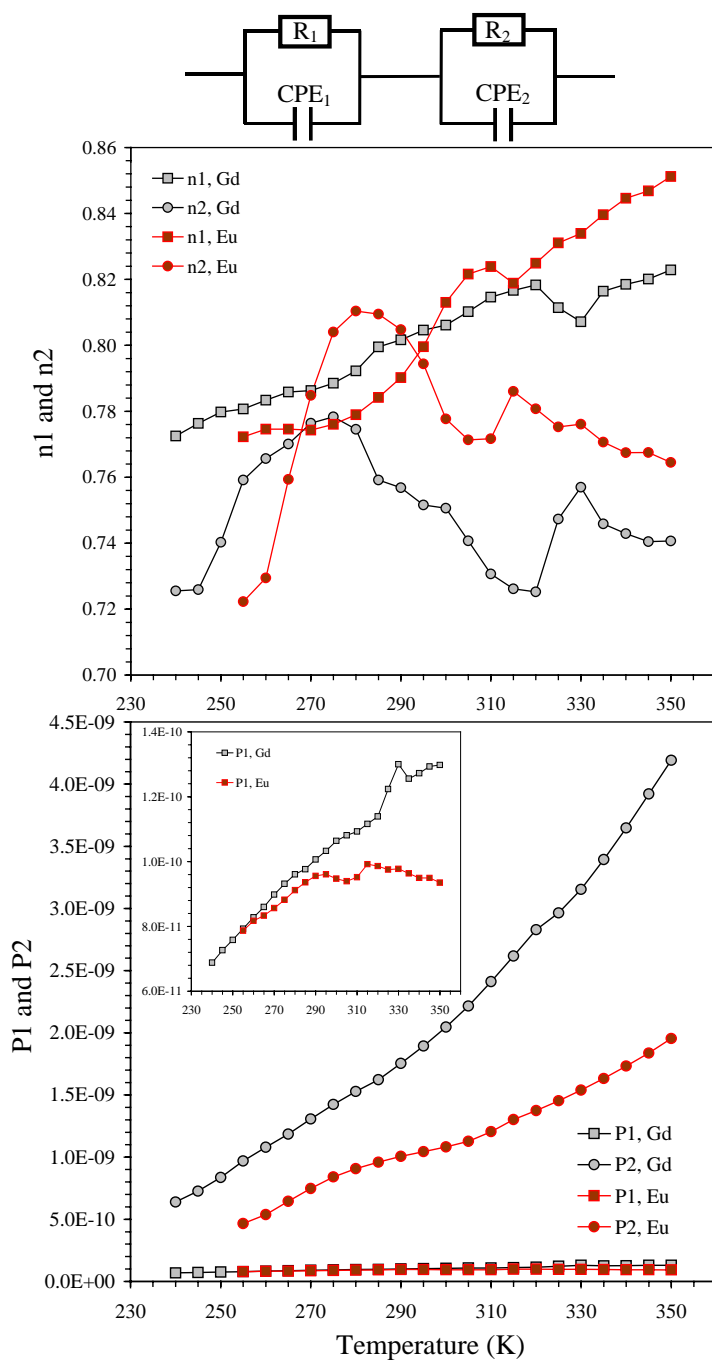 R1
R2
CPE1
CPE2
0.86
0.84
0.82
0.80
0.78
0.76
0.74
0.72
0.70
n1 and n2
n1, Gd
n2, Gd
n1, Eu
n2, Eu
230 250 270 290 310 330 350
4.5E-09
4.0E-09
3.5E-09
3.0E-09
2.5E-09
2.0E-09
1.5E-09
1.0E-09
5.0E-10
0.0E+00
P1 and P2
1.4E-10
1.2E-10
1.0E-10
8.0E-11
6.0E-11
P1, Gd
P1, Eu
230 250 270 290 310 330 350
P1, Gd
P2, Gd
P1, Eu
P2, Eu
230 250 270 290 310 330 350
Temperature (K)